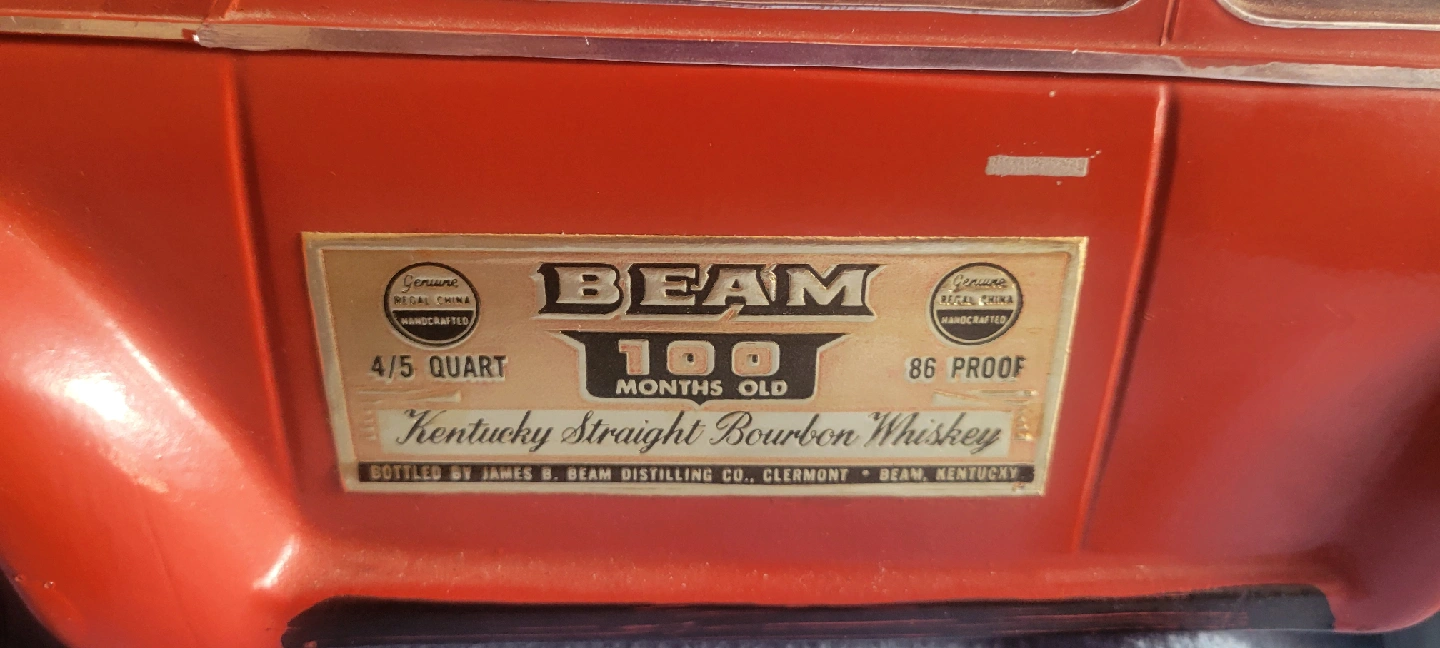 BEAM
Genuine
REGAL CHINA
HANDCRAFTED
Genuine
REGAL CHINA
HANDCRAFTED
100
MONTHS OLD
4/5 QUART
86 PROOF
Kentucky Straight Bourbon Whiskey
BOTTLED BY JAMES B. BEAM DISTILLING CO., CLERMONT • BEAM, KENTUCKY